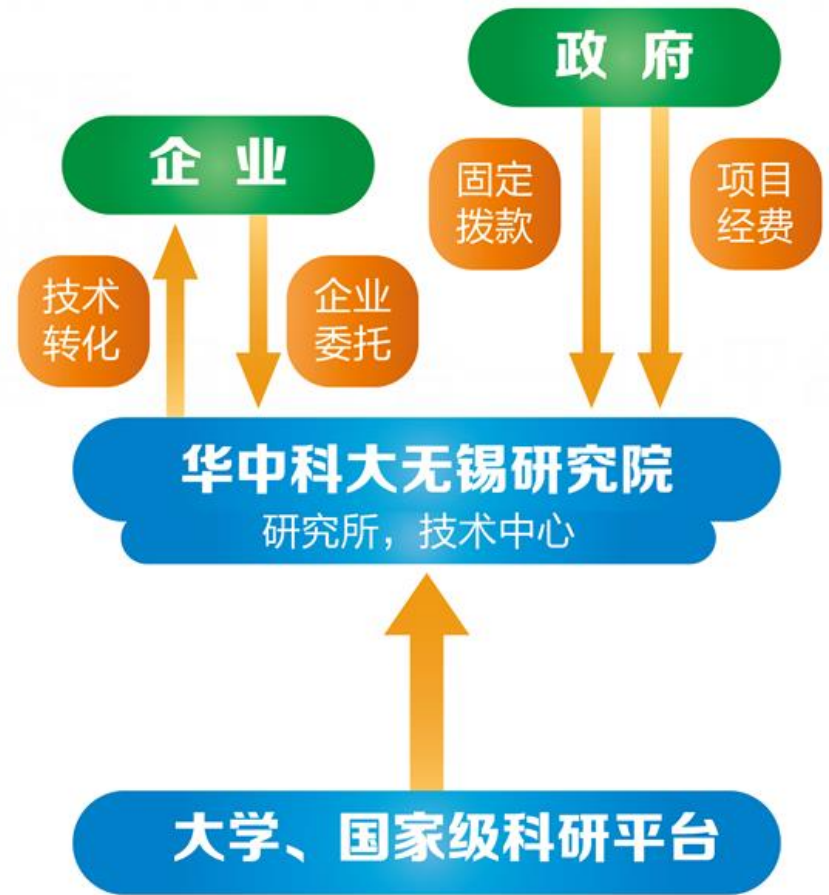 政 府
企 业
固定
拨款
项目
经费
技术
转化
企业
委托
华中科大无锡研究院
研究所，技术中心
大学、国家级科研平台